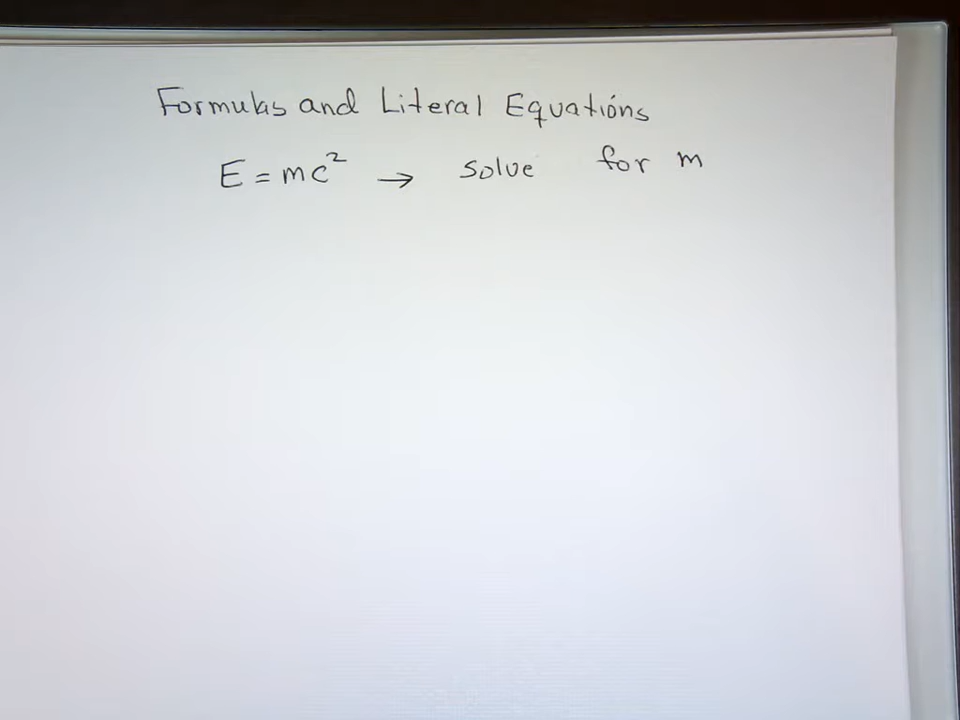 Formulas and Literal Equations
E = mc² → solve for m